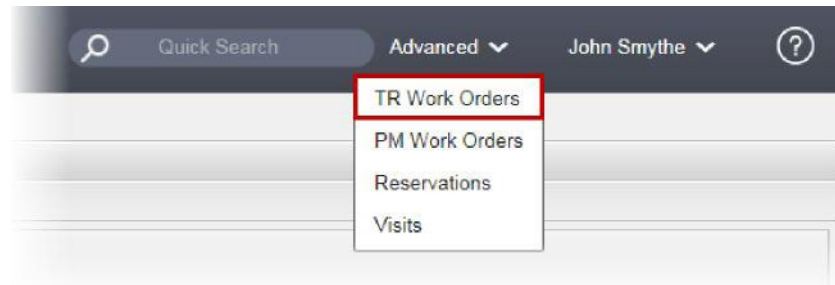 Quick Search Advanced John Smythe ?
TR Work Orders
PM Work Orders
Reservations
Visits